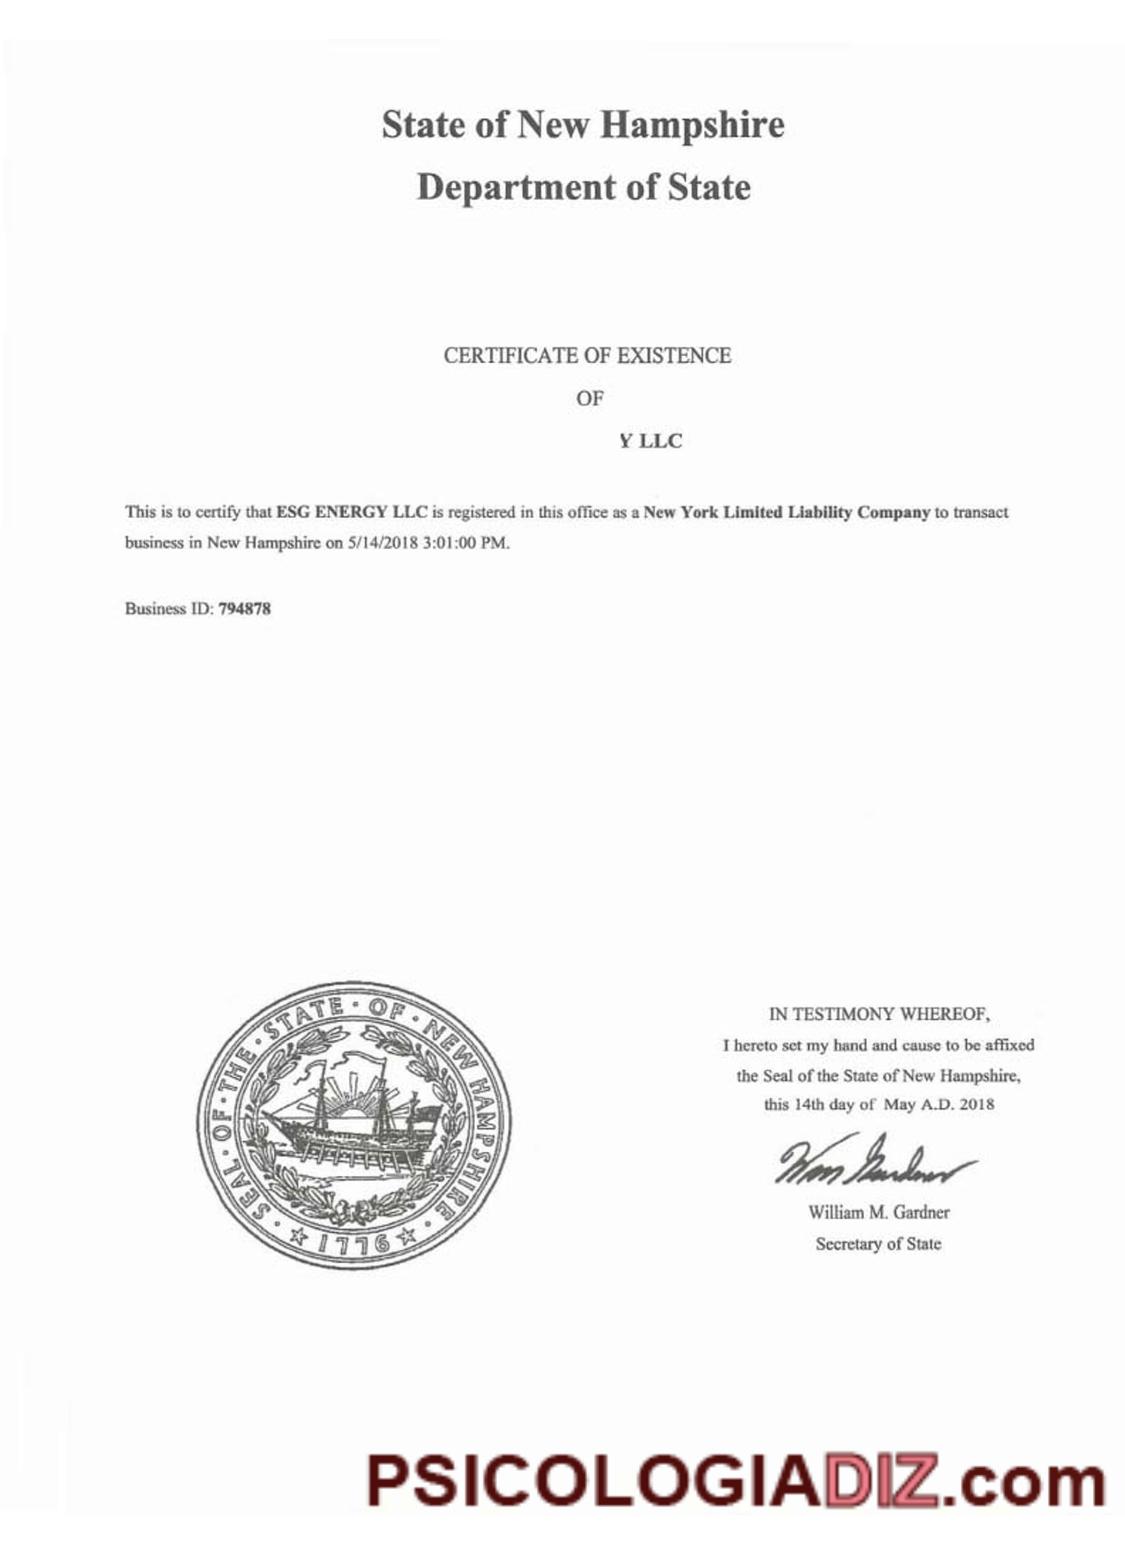 State of New Hampshire
Department of State
CERTIFICATE OF EXISTENCE
OF
Y LLC
This is to certify that ESG ENERGY LLC is registered in this office as a New York Limited Liability Company to transact
business in New Hampshire on 5/14/2018 3:01:00 PM.
Business ID: 794878
SEAL · OF · THE · STATE · OF · NEW HAMPSHIRE ·
1776
IN TESTIMONY WHEREOF,
I hereto set my hand and cause to be affixed
the Seal of the State of New Hampshire,
this 14th day of May A.D. 2018
Wm Gardner
William M. Gardner
Secretary of State
PSICOLOGIADIZ.com